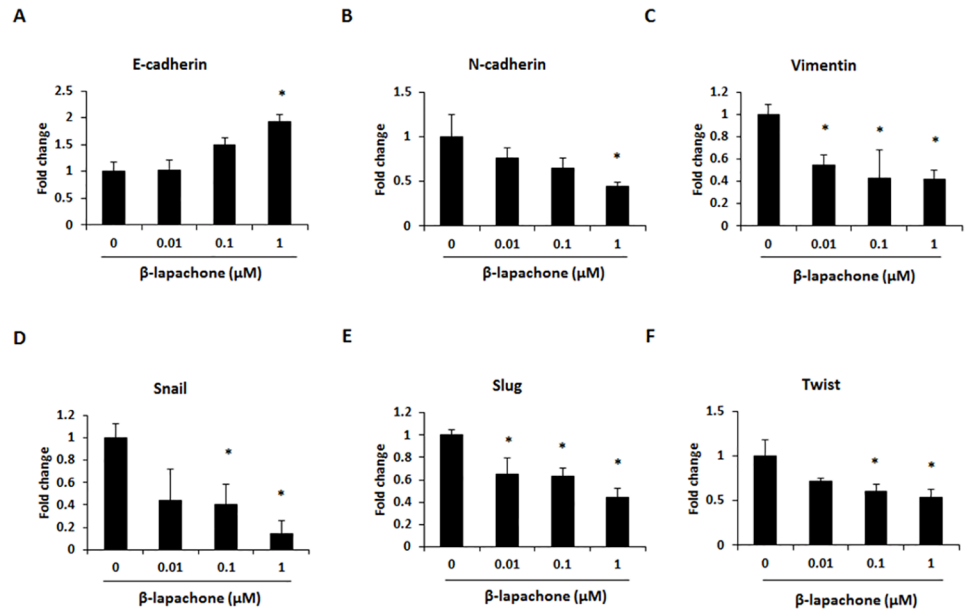 A
E-cadherin
Fold change
2.5
2
1.5
1
0.5
0
*
0 0.01 0.1 1
β-lapachone (μM)
B
N-cadherin
Fold change
1.5
1
0.5
0
*
0 0.01 0.1 1
β-lapachone (μM)
C
Vimentin
Fold change
1.2
1
0.8
0.6
0.4
0.2
0
* * *
0 0.01 0.1 1
β-lapachone (μM)
D
Snail
Fold change
1.2
1
0.8
0.6
0.4
0.2
0
* *
0 0.01 0.1 1
β-lapachone (μM)
E
Slug
Fold change
1.2
1
0.8
0.6
0.4
0.2
0
* * *
0 0.01 0.1 1
β-lapachone (μM)
F
Twist
Fold change
1.5
1
0.5
0
* *
0 0.01 0.1 1
β-lapachone (μM)